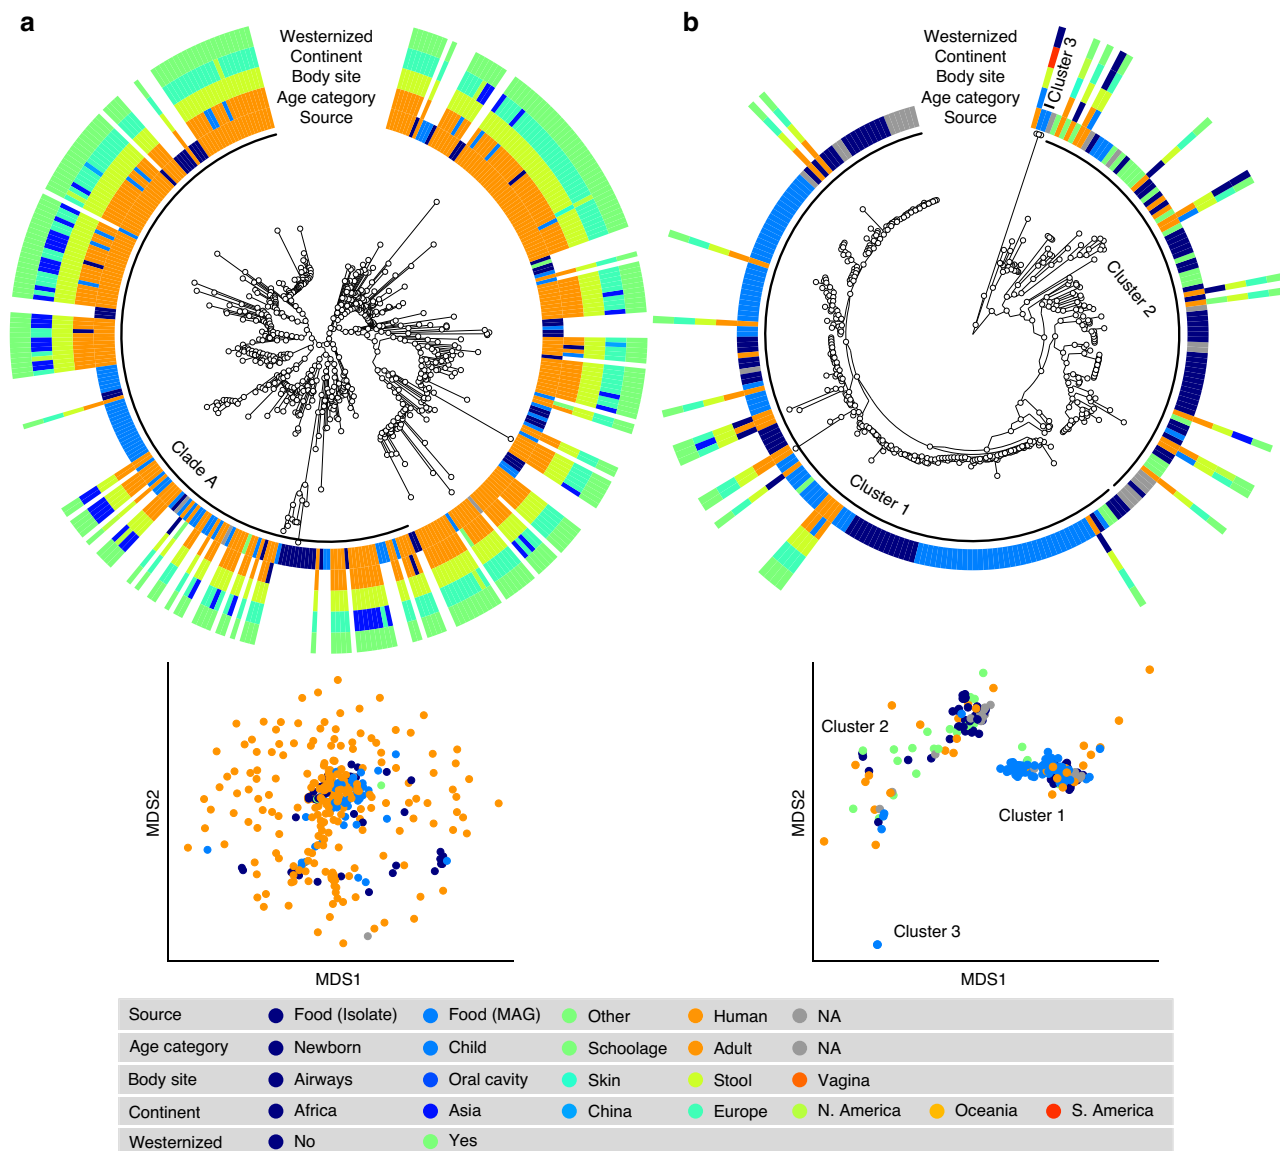 a
Westernized
Continent
Body site
Age category
Source
Clade A
MDS2
MDS1
b
Westernized
Continent
Body site
Age category
Source
Cluster 3
Cluster 2
Cluster 1
Cluster 2
Cluster 1
Cluster 3
MDS2
MDS1
Source Food (Isolate) Food (MAG) Other Human NA
Age category Newborn Child Schoolage Adult NA
Body site Airways Oral cavity Skin Stool Vagina
Continent Africa Asia China Europe N. America Oceania S. America
Westernized No Yes